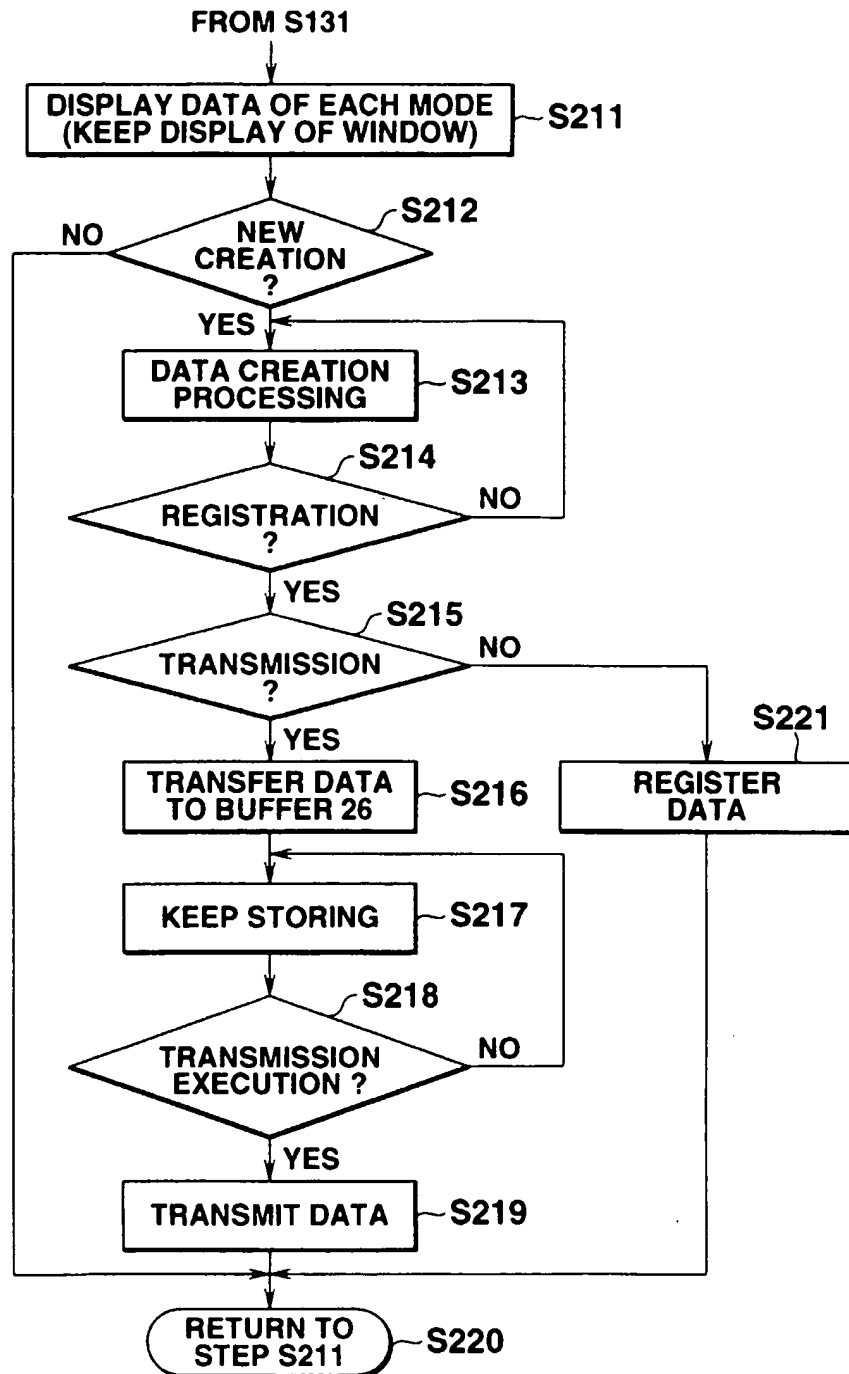 FROM S131
DISPLAY DATA OF EACH MODE
(KEEP DISPLAY OF WINDOW)
S211
S212
NO
NEW
CREATION
?
YES
DATA CREATION
PROCESSING
S213
S214
REGISTRATION
?
NO
YES
S215
TRANSMISSION
?
NO
YES
S221
TRANSFER DATA
TO BUFFER 26
S216
REGISTER
DATA
KEEP STORING
S217
S218
TRANSMISSION
EXECUTION ?
NO
YES
TRANSMIT DATA
S219
RETURN TO
STEP S211
S220